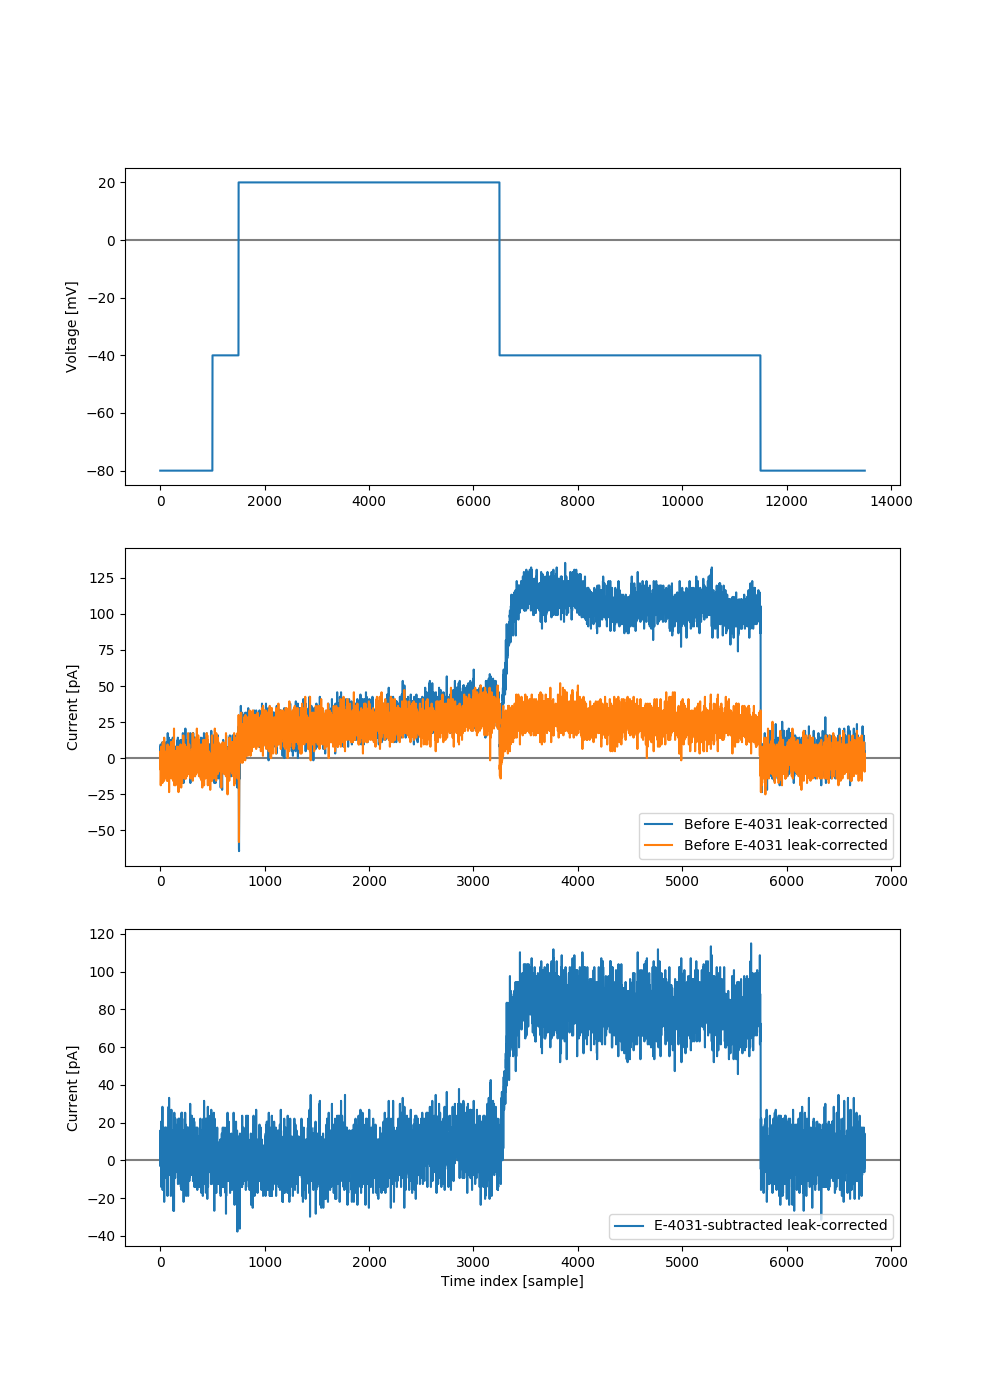 20
0
−20
−40
−60
−80
Voltage [mV]
0 2000 4000 6000 8000 10000 12000 14000
125
100
75
50
25
0
−25
−50
Current [pA]
Before E-4031 leak-corrected
Before E-4031 leak-corrected
0 1000 2000 3000 4000 5000 6000 7000
120
100
80
60
40
20
0
−20
−40
Current [pA]
E-4031-subtracted leak-corrected
0 1000 2000 3000 4000 5000 6000 7000
Time index [sample]